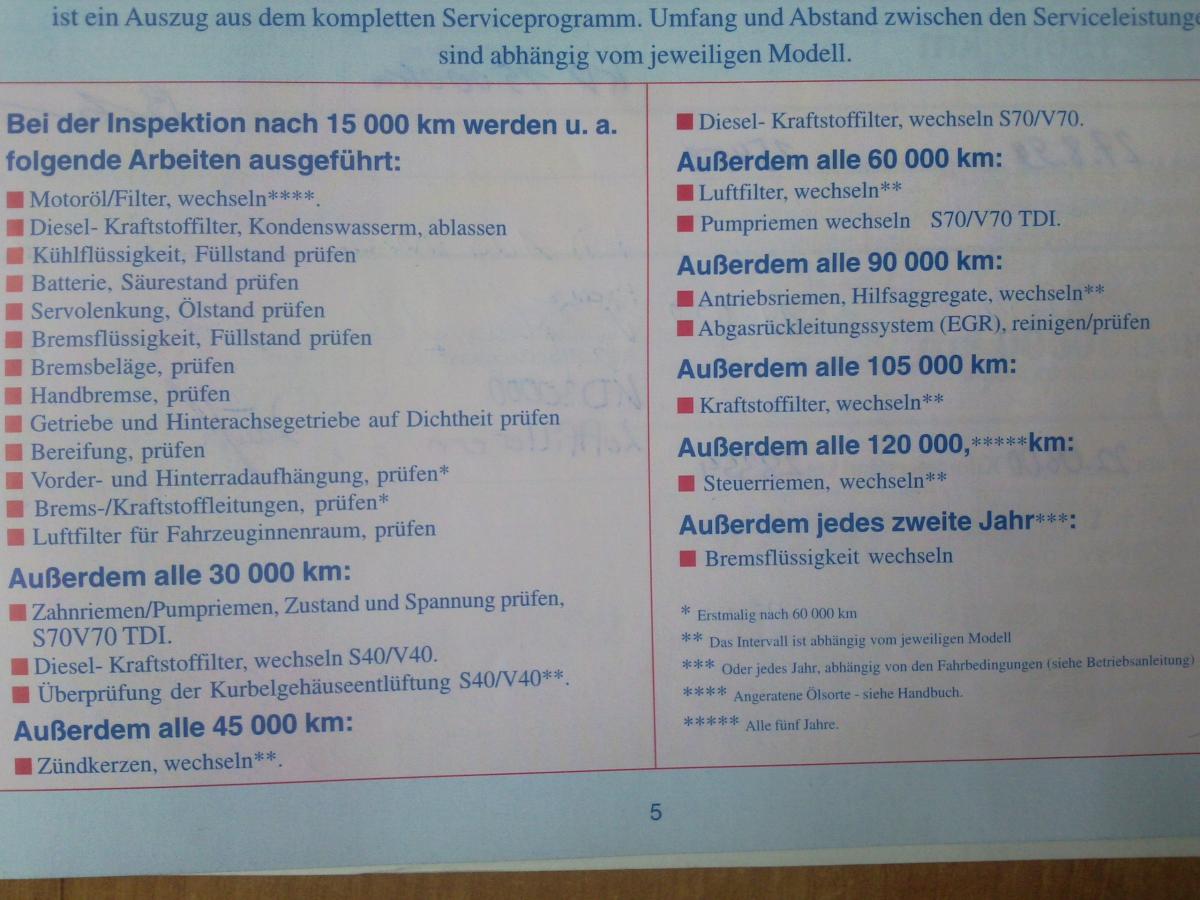 ist ein Auszug aus dem kompletten Serviceprogramm. Umfang und Abstand zwischen den Serviceleistunge
sind abhängig vom jeweiligen Modell.
Bei der Inspektion nach 15 000 km werden u. a.
folgende Arbeiten ausgeführt:
■ Motoröl/Filter, wechseln****.
■ Diesel- Kraftstoffilter, Kondenswasserm, ablassen
■ Kühlflüssigkeit, Füllstand prüfen
■ Batterie, Säurestand prüfen
■ Servolenkung, Ölstand prüfen
■ Bremsflüssigkeit, Füllstand prüfen
■ Bremsbeläge, prüfen
■ Handbremse, prüfen
■ Getriebe und Hinterachsegetriebe auf Dichtheit prüfen
■ Bereifung, prüfen
■ Vorder- und Hinterradaufhängung, prüfen*
■ Brems-/Kraftstoffleitungen, prüfen*
■ Luftfilter für Fahrzeuginnenraum, prüfen
Außerdem alle 30 000 km:
■ Zahnriemen/Pumpriemen, Zustand und Spannung prüfen,
S70V70 TDI.
■ Diesel- Kraftstoffilter, wechseln S40/V40.
■ Überprüfung der Kurbelgehäuseentlüftung S40/V40**.
Außerdem alle 45 000 km:
■ Zündkerzen, wechseln**.
■ Diesel- Kraftstoffilter, wechseln S70/V70.
Außerdem alle 60 000 km:
■ Luftfilter, wechseln**
■ Pumpriemen wechseln S70/V70 TDI.
Außerdem alle 90 000 km:
■ Antriebsriemen, Hilfsaggregate, wechseln**
■ Abgasrückleitungssystem (EGR), reinigen/prüfen
Außerdem alle 105 000 km:
■ Kraftstoffilter, wechseln**
Außerdem alle 120 000,*****km:
■ Steuerriemen, wechseln**
Außerdem jedes zweite Jahr***:
■ Bremsflüssigkeit wechseln
* Erstmalig nach 60 000 km
** Das Intervall ist abhängig vom jeweiligen Modell
*** Oder jedes Jahr, abhängig von den Fahrbedingungen (siehe Betriebsanleitung)
**** Angeratene Ölsorte - siehe Handbuch.
***** Alle fünf Jahre.
5